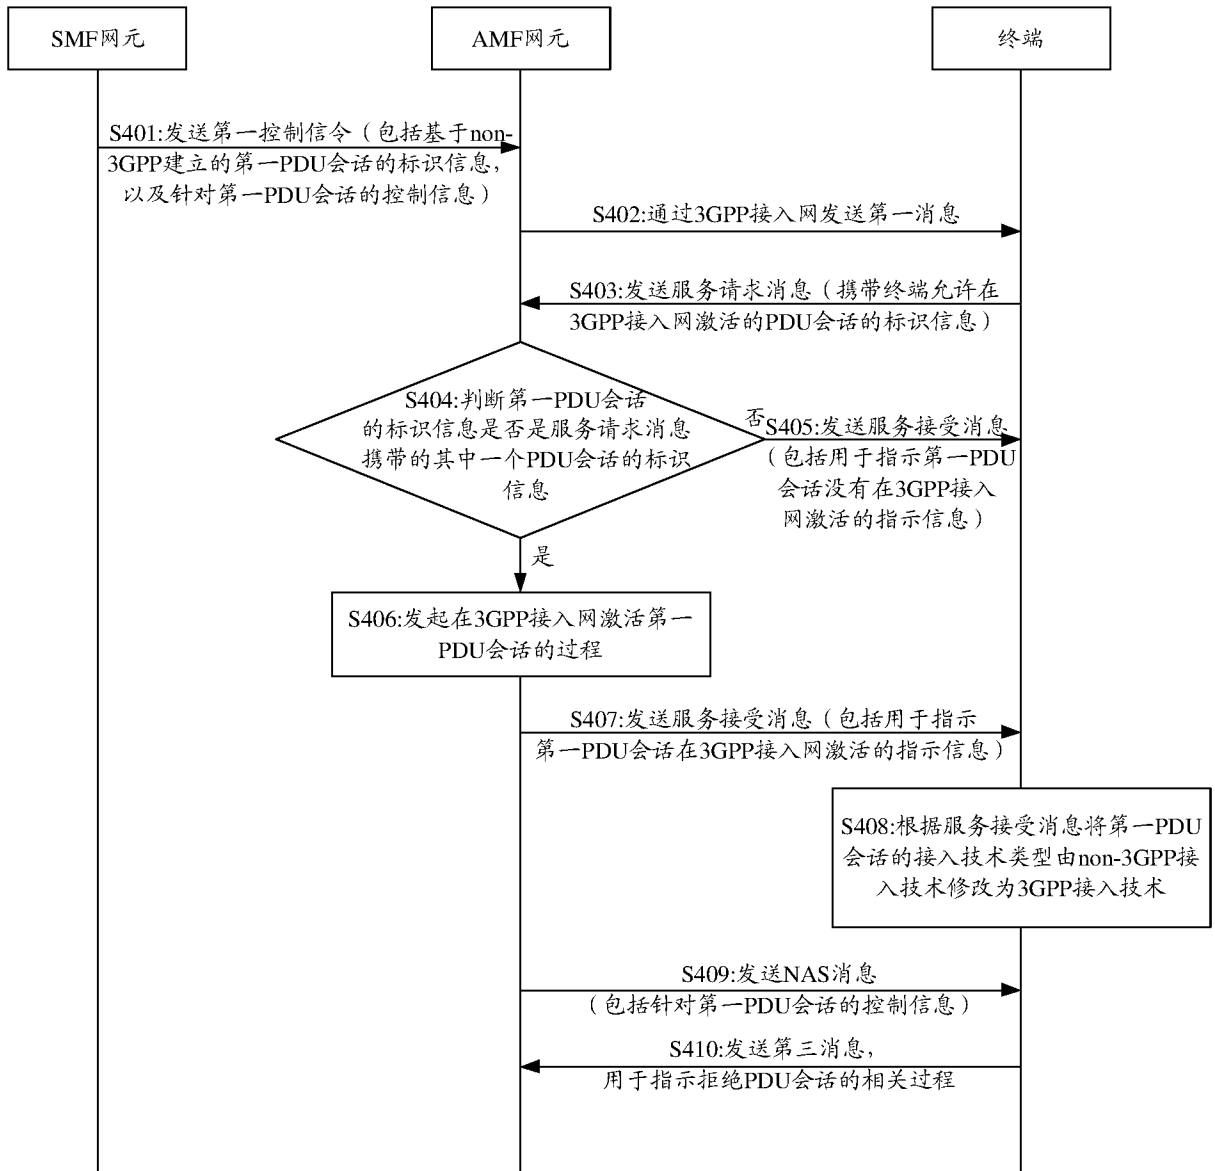 SMF网元
AMF网元
终端
S401:发送第一控制信令（包括基于non-
3GPP建立的第一PDU会话的标识信息,
以及针对第一PDU会话的控制信息）
S402:通过3GPP接入网发送第一消息
S403:发送服务请求消息（携带终端允许在
3GPP接入网激活的PDU会话的标识信息）
S404:判断第一PDU会话
的标识信息是否是服务请求消息
携带的其中一个PDU会话的标识
信息
否
S405:发送服务接受消息
（包括用于指示第一PDU
会话没有在3GPP接入
网激活的指示信息）
是
S406:发起在3GPP接入网激活第一
PDU会话的过程
S407:发送服务接受消息（包括用于指示
第一PDU会话在3GPP接入网激活的指示信息）
S408:根据服务接受消息将第一PDU
会话的接入技术类型由non-3GPP接
入技术修改为3GPP接入技术
S409:发送NAS消息
（包括针对第一PDU会话的控制信息）
S410:发送第三消息，
用于指示拒绝PDU会话的相关过程